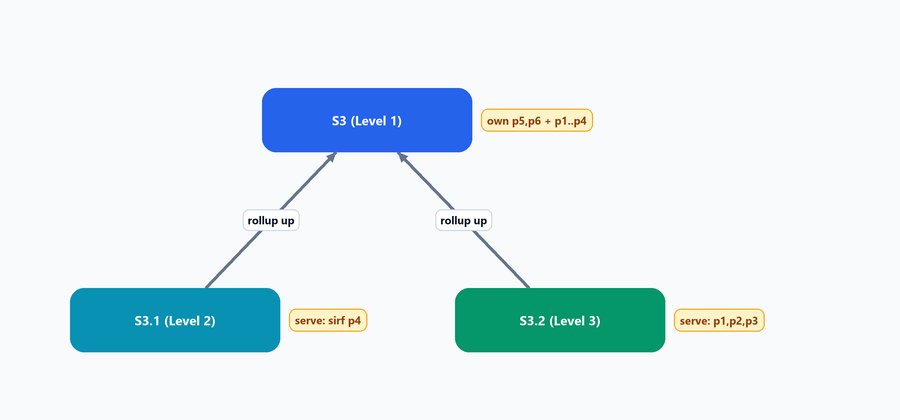 S3 (Level 1)
own p5,p6 + p1..p4
rollup up
rollup up
S3.1 (Level 2)
serve: sirf p4
S3.2 (Level 3)
serve: p1,p2,p3